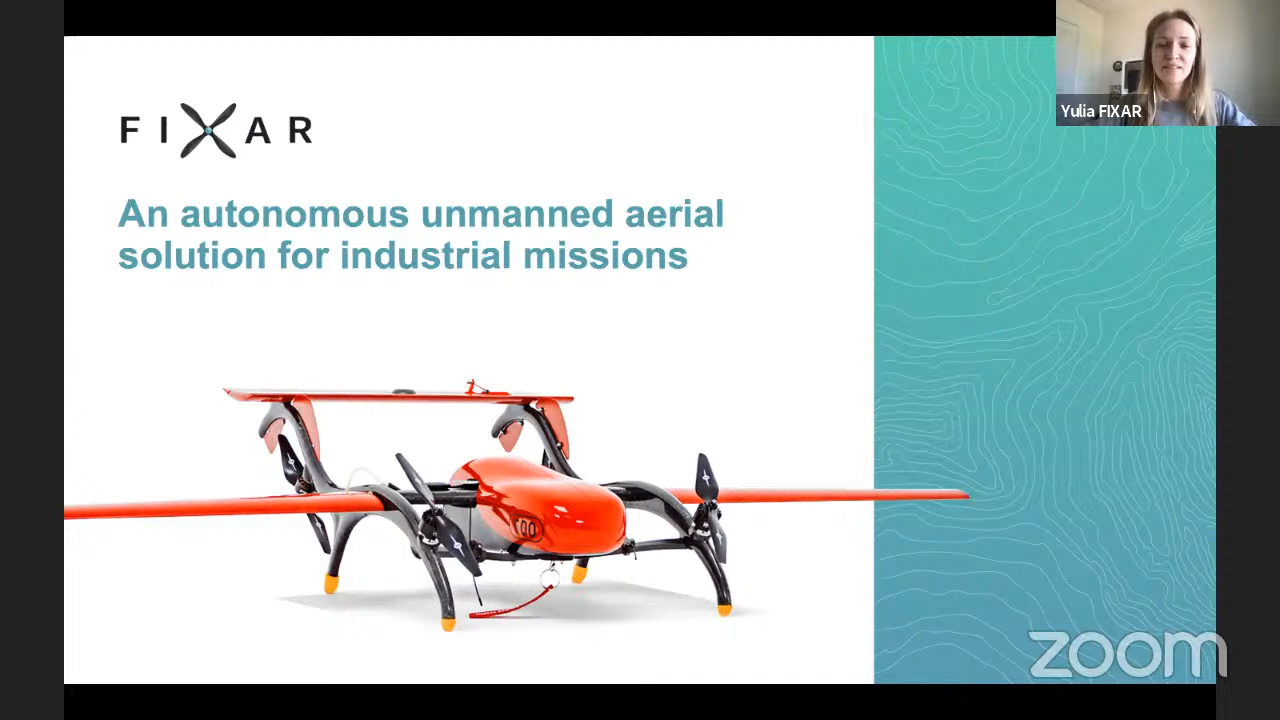 Yulia FIXAR
FIXAR
An autonomous unmanned aerial
solution for industrial missions
zoom